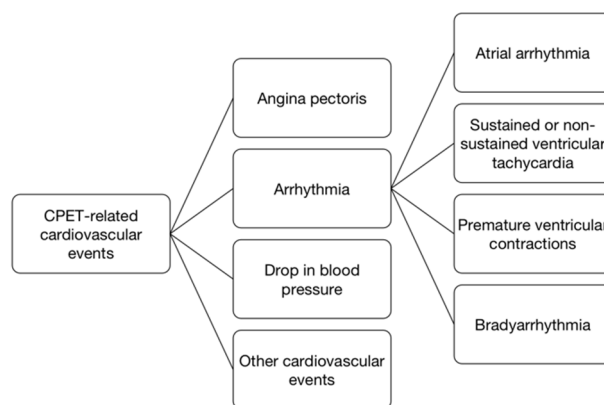 CPET-related
cardiovascular
events
Angina pectoris
Arrhythmia
Drop in blood
pressure
Other cardiovascular
events
Atrial arrhythmia
Sustained or non-
sustained ventricular
tachycardia
Premature ventricular
contractions
Bradyarrhythmia